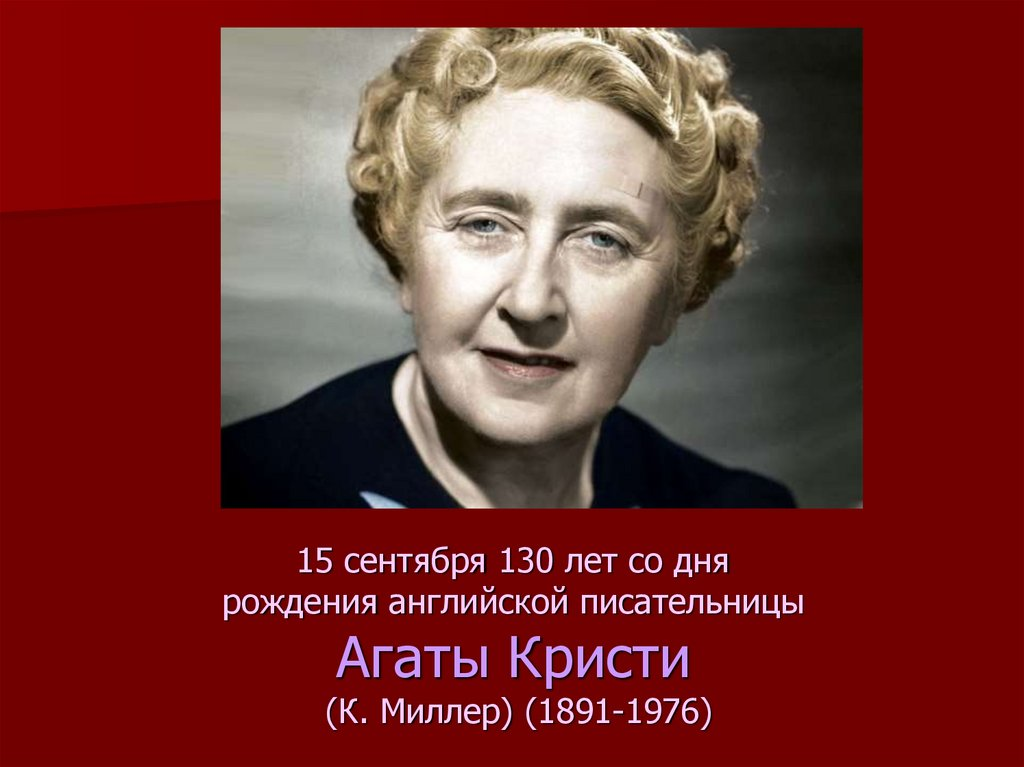 15 сентября 130 лет со дня
рождения английской писательницы
Агаты Кристи
(К. Миллер) (1891-1976)